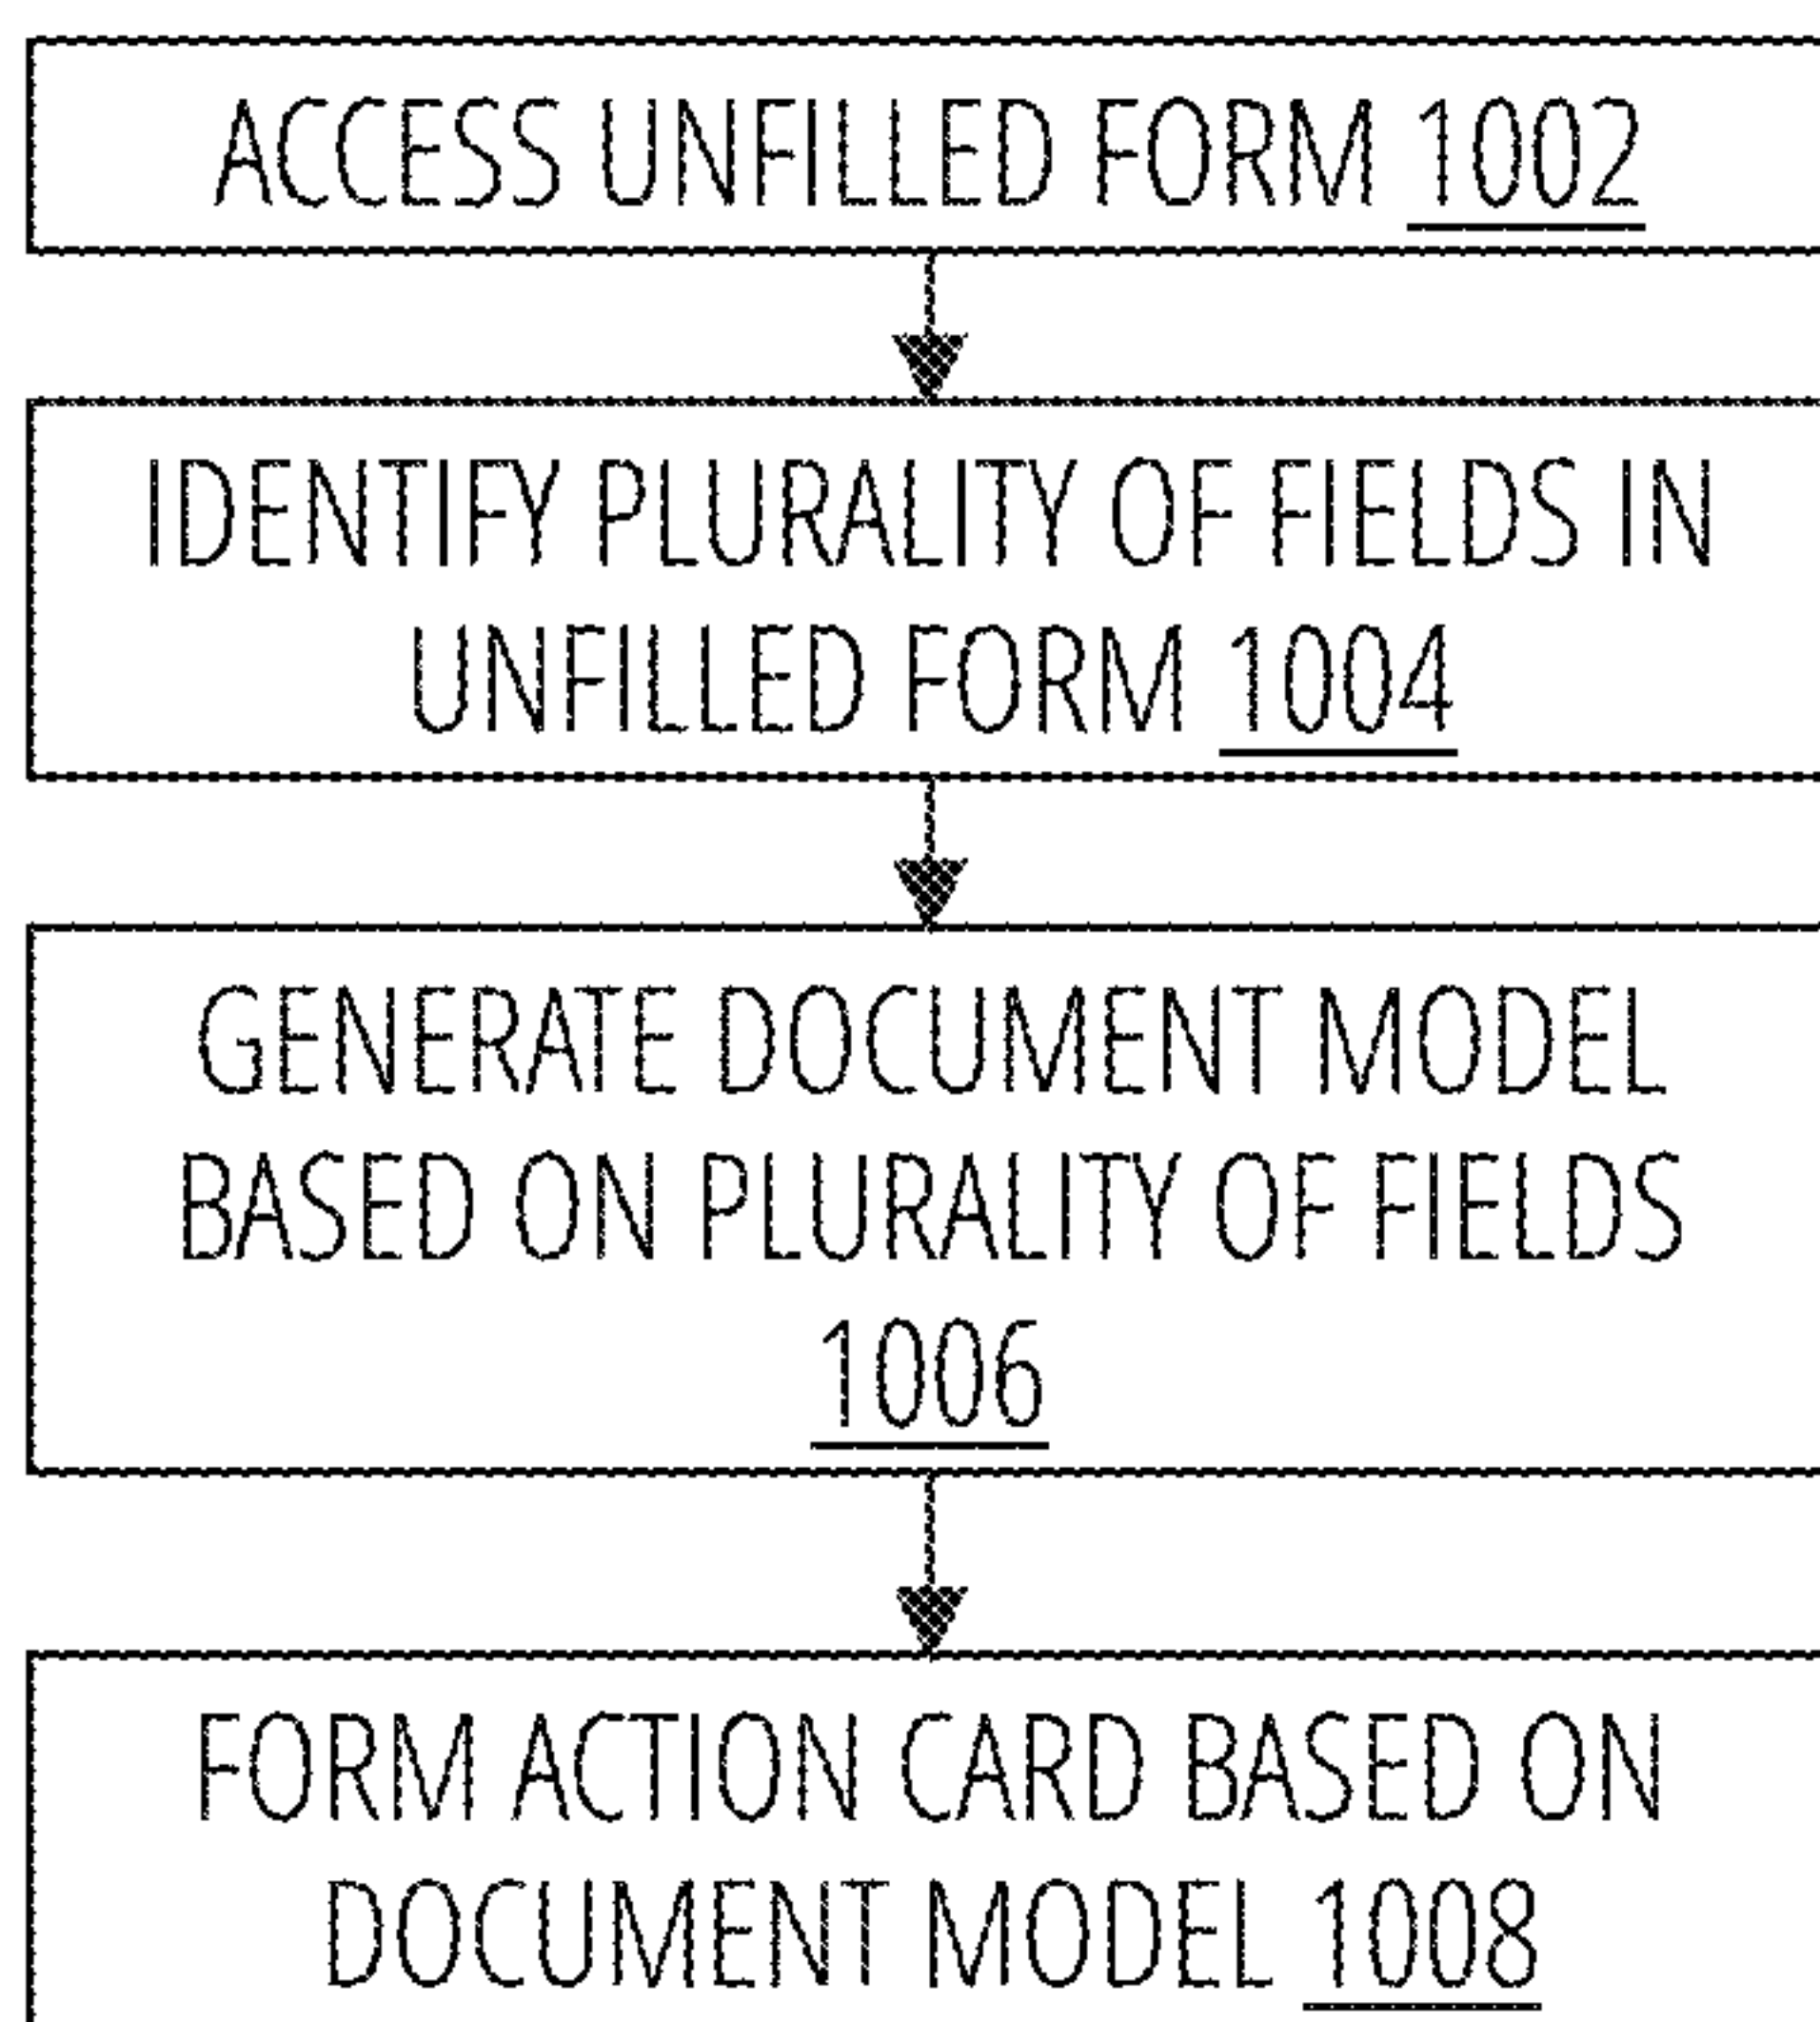 ACCESS UNFILLED FORM 1002
IDENTIFY PLURALITY OF FIELDS IN
UNFILLED FORM 1004
GENERATE DOCUMENT MODEL
BASED ON PLURALITY OF FIELDS
1006
FORM ACTION CARD BASED ON
DOCUMENT MODEL 1008